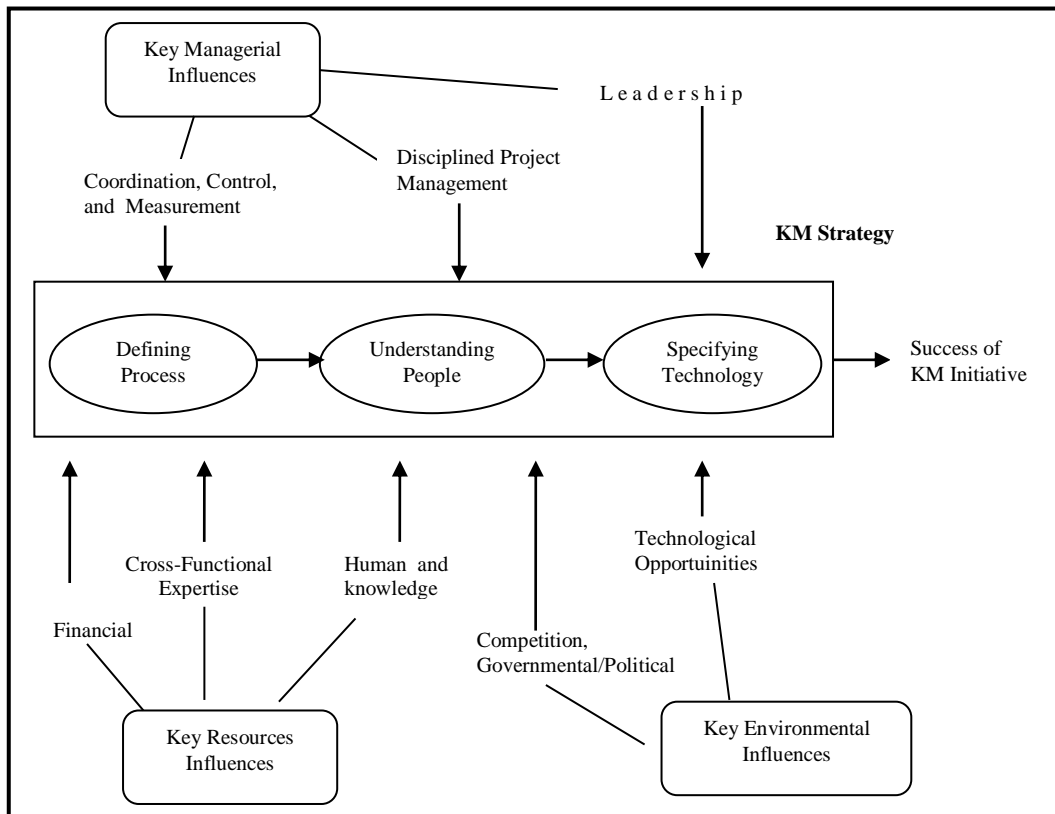 Key Managerial
Influences
L e a d e r s h i p
Disciplined Project
Management
Coordination, Control,
and Measurement
KM Strategy
Defining
Process
Understanding
People
Specifying
Technology
Success of
KM Initiative
Technological
Opportuinities
Cross-Functional
Expertise
Human and
knowledge
Financial
Competition,
Governmental/Political
Key Resources
Influences
Key Environmental
Influences